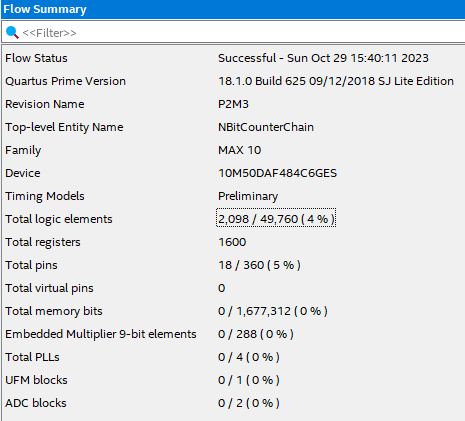 Flow Summary
<<Filter>>
Flow Status Successful - Sun Oct 29 15:40:11 2023
Quartus Prime Version 18.1.0 Build 625 09/12/2018 SJ Lite Edition
Revision Name P2M3
Top-level Entity Name NBitCounterChain
Family MAX 10
Device 10M50DAF484C6GES
Timing Models Preliminary
Total logic elements 2,098 / 49,760 ( 4 % )
Total registers 1600
Total pins 18 / 360 ( 5 % )
Total virtual pins 0
Total memory bits 0 / 1,677,312 ( 0 % )
Embedded Multiplier 9-bit elements 0 / 288 ( 0 % )
Total PLLs 0 / 4 ( 0 % )
UFM blocks 0 / 1 ( 0 % )
ADC blocks 0 / 2 ( 0 % )